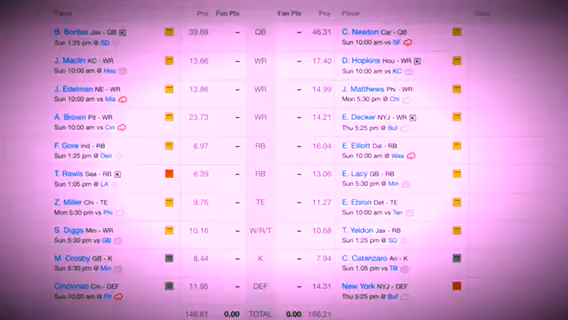 Player Pro Fan Pts Fan Pts Pro Player Stats
B. Bortles Jax - QB 39.69 – QB – 46.31 C. Newton Car - QB
Sun 1:25 pm @ SD Sun 10:00 am vs SF
J. Maclin KC - WR 13.66 – WR – 17.40 D. Hopkins Hou - WR
Sun 10:00 am @ Hou Sun 10:00 am vs KC
J. Edelman NE - WR 13.86 – WR – 14.99 J. Matthews Phi - WR
Sun 10:00 am vs Mia Mon 5:30 pm @ Chi
A. Brown Pit - WR 23.73 – WR – 14.21 E. Decker NYJ - WR
Sun 10:00 am vs Cin Thu 5:25 pm @ Buf
F. Gore Ind - RB 8.97 – RB – 16.04 E. Elliott Dal - RB
Sun 1:25 pm @ Den Sun 10:00 am @ Was
T. Rawls Sea - RB 6.39 – RB – 13.06 E. Lacy GB - RB
Sun 1:05 pm @ LA Sun 5:30 pm @ Min
Z. Miller Chi - TE 9.76 – TE – 11.27 E. Ebron Det - TE
Mon 5:30 pm vs Phi Sun 10:00 am vs Ten
S. Diggs Min - WR 10.16 – W/R/T – 10.68 T. Yeldon Jax - RB
Sun 5:30 pm vs GB Sun 1:25 pm @ SD
M. Crosby GB - K 8.44 – K – 7.94 C. Catanzaro Ari - K
Sun 5:30 pm @ Min Sun 1:05 pm vs TB
Cincinnati Cin - DEF 11.95 – DEF – 14.31 New York NYJ - DEF
Sun 10:00 am @ Pit Thu 5:25 pm @ Buf
146.61 0.00 TOTAL 0.00 166.21